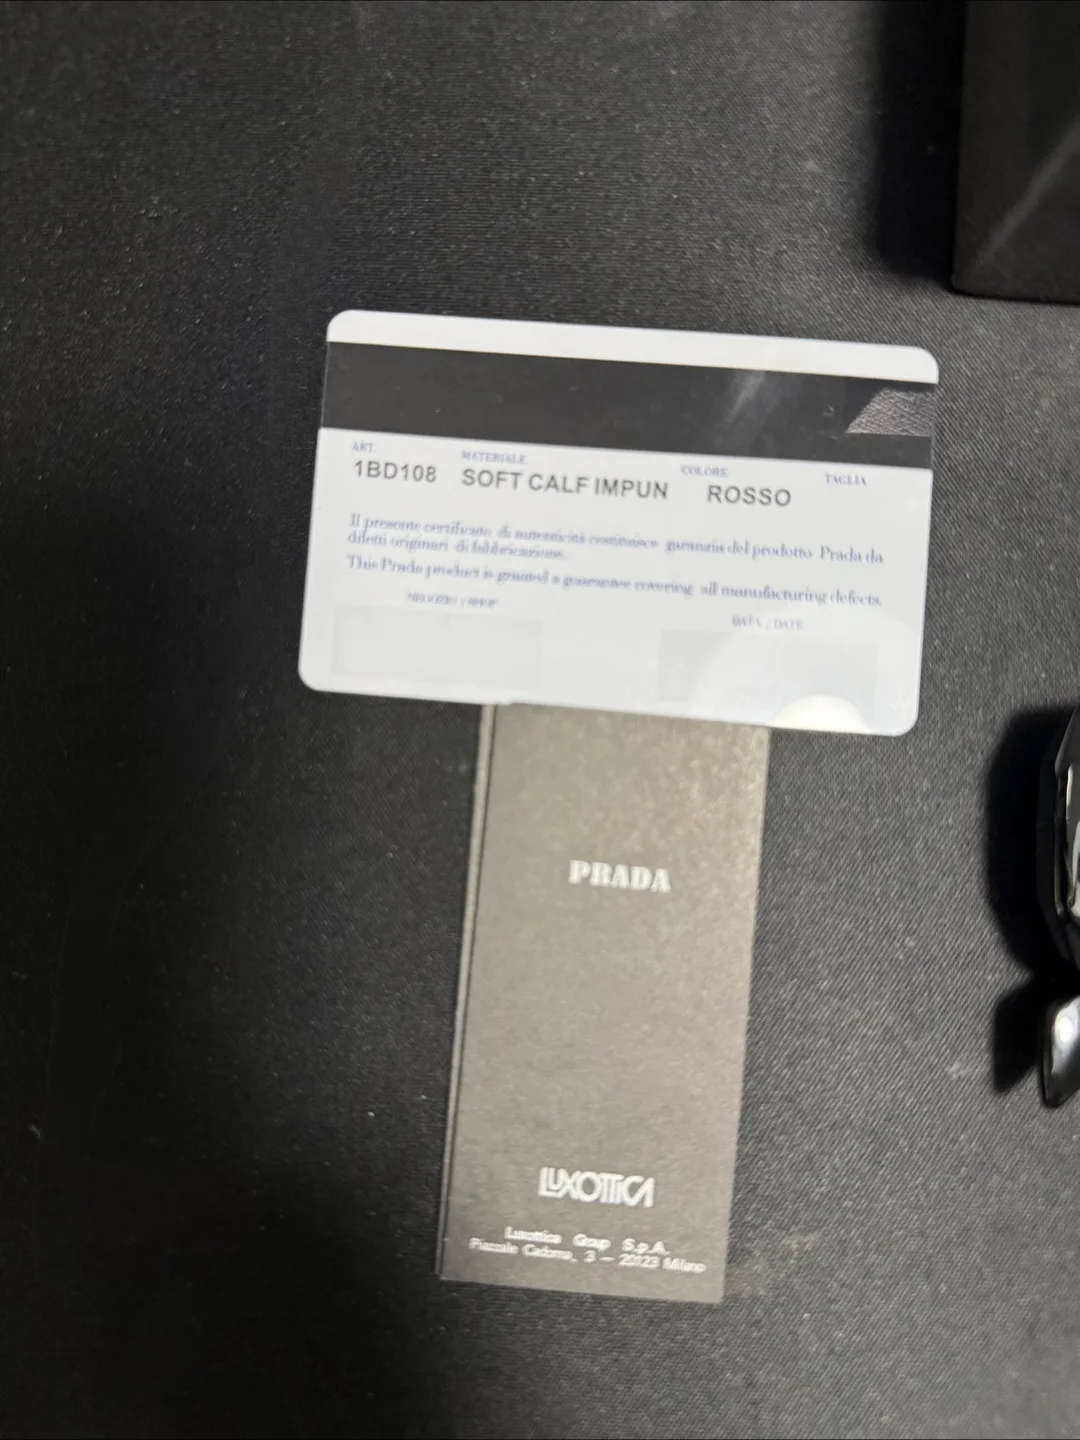 ART.
1BD108
MATERIALE
SOFT CALF IMPUN
COLORE
ROSSO
TAGLIA
Il presente certificato di autenticità costituisce garanzia del prodotto Prada da
difetti originari di fabbricazione.
This Prada product is granted a guarantee covering all manufacturing defects.
DATA / DATE
PRADA
LUXOTTICA
Luxottica Group S.p.A.
Piazzale Cadorna, 3 – 20123 Milano